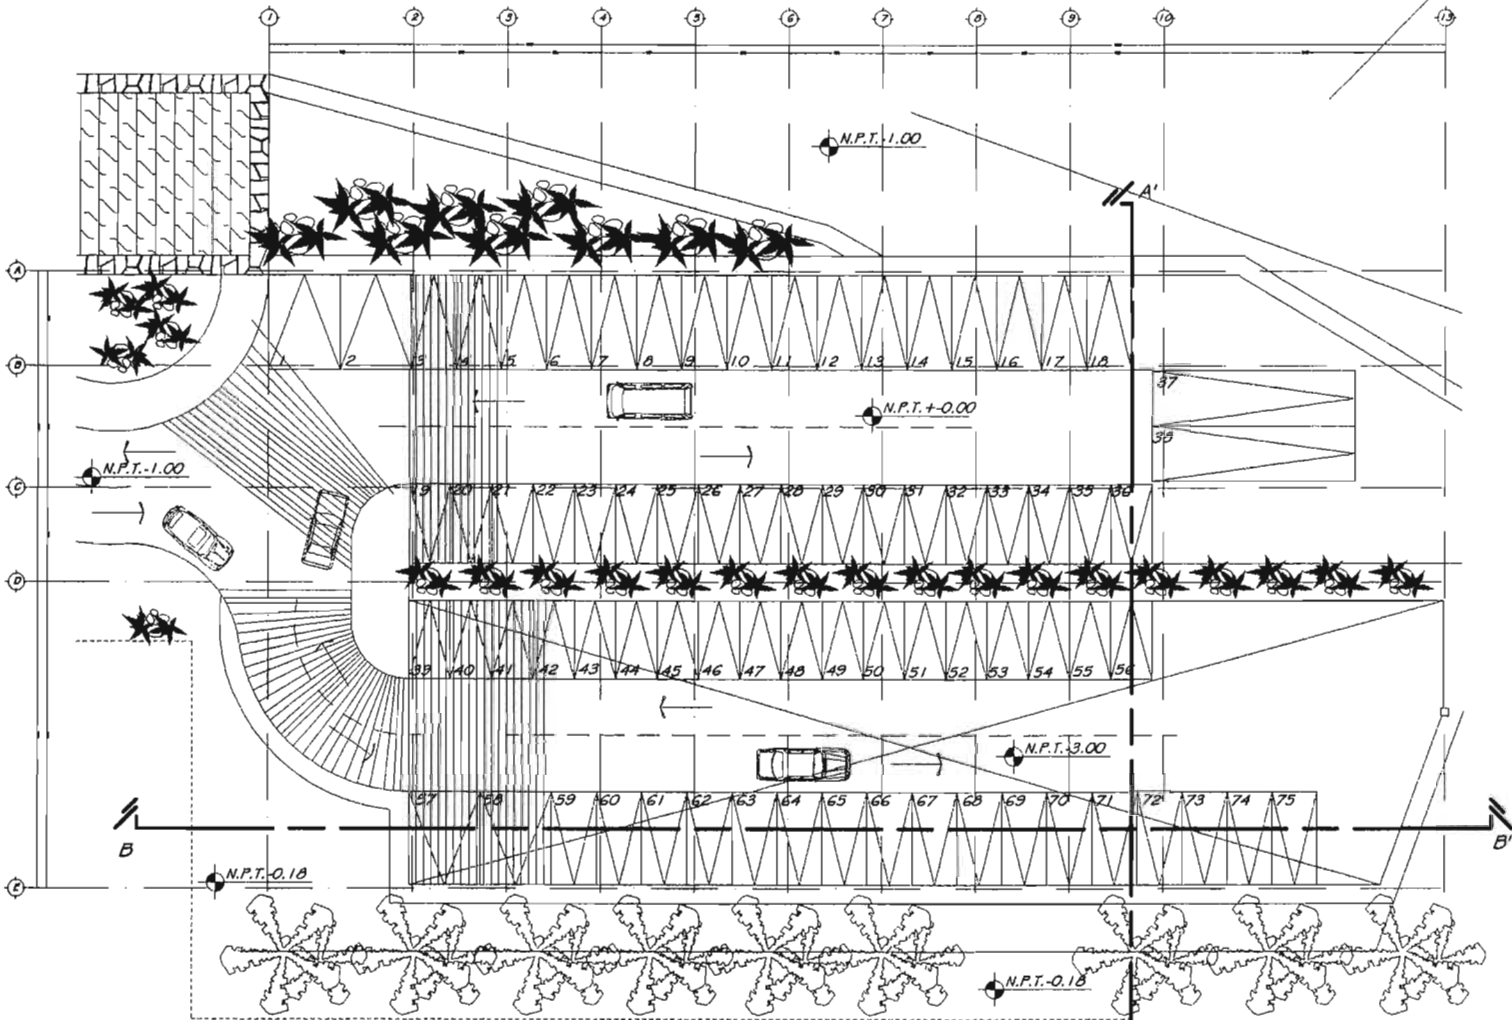 1 2 3 4 5 6 7 8 9 10 13
N.P.T.-1.00
A'
A
1 2 3 4 5 6 7 8 9 10 11 12 13 14 15 16 17 18
B
37
N.P.T.+-0.00
38
N.P.T.-1.00
C
19 20 21 22 23 24 25 26 27 28 29 30 31 32 33 34 35 36
D
39 40 41 42 43 44 45 46 47 48 49 50 51 52 53 54 55 56
N.P.T.-3.00
57 58 59 60 61 62 63 64 65 66 67 68 69 70 71 72 73 74 75
B B'
N.P.T.-0.18
E
N.P.T.-0.18